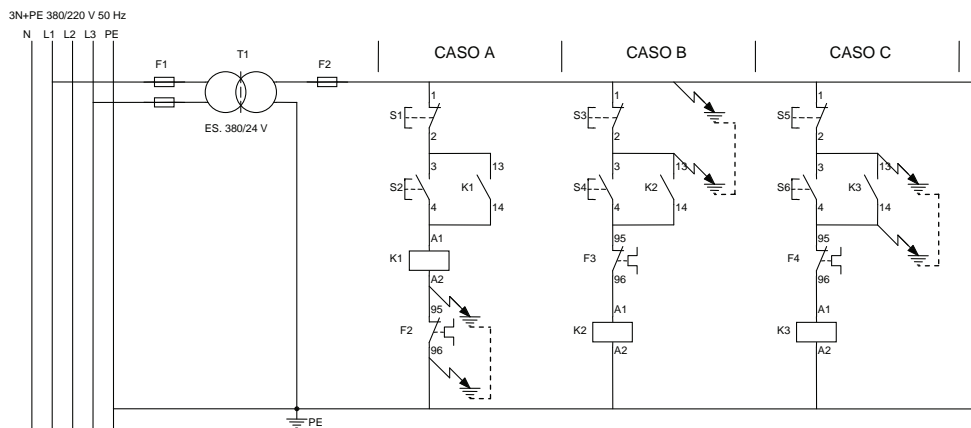 3N+PE 380/220 V 50 Hz
N L1 L2 L3 PE
F1
T1
F2
ES. 380/24 V
PE
CASO A
1
S1
2
3
13
S2
K1
4
14
A1
K1
A2
95
F2
96
CASO B
1
S3
2
3
13
S4
K2
4
14
95
F3
96
A1
K2
A2
CASO C
1
S5
2
3
13
S6
K3
4
14
95
F4
96
A1
K3
A2